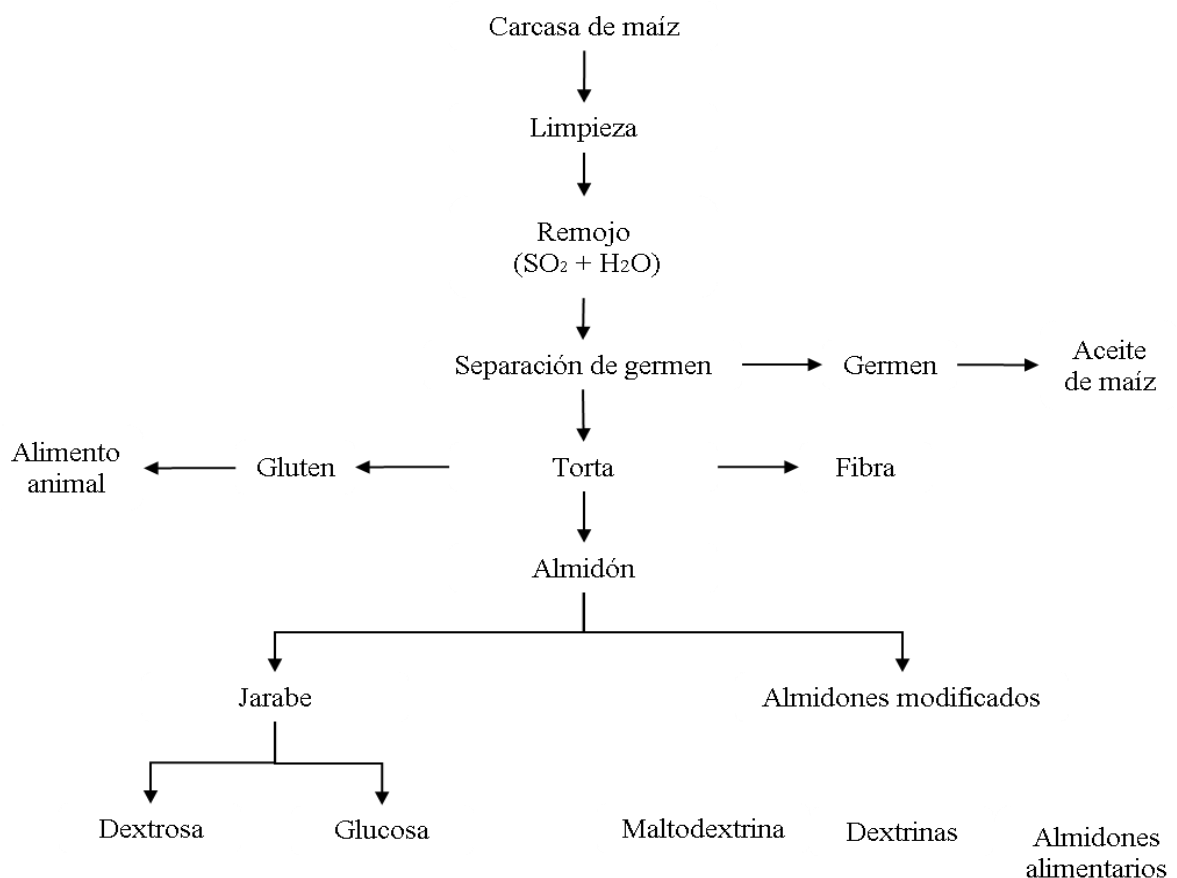 Carcasa de maíz
Limpieza
Remojo
(SO₂ + H₂O)
Separación de germen
Germen
Aceite
de maíz
Alimento
animal
Gluten
Torta
Fibra
Almidón
Jarabe
Almidones modificados
Dextrosa
Glucosa
Maltodextrina
Dextrinas
Almidones
alimentarios